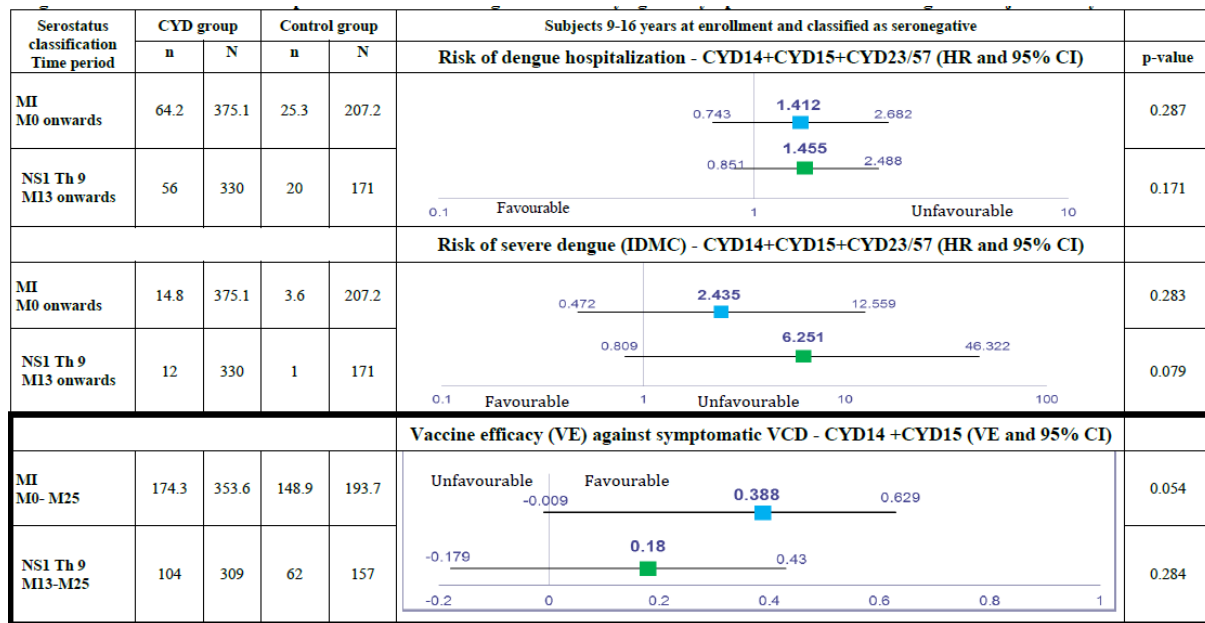 Serostatus classification Time period CYD group Control group Subjects 9-16 years at enrollment and classified as seronegative
n N n N Risk of dengue hospitalization - CYD14+CYD15+CYD23/57 (HR and 95% CI) p-value
MI M0 onwards 64.2 375.1 25.3 207.2 0.743 1.412 2.682 0.287
NS1 Th 9 M13 onwards 56 330 20 171 0.851 1.455 2.488 0.171
0.1 Favourable 1 Unfavourable 10
Risk of severe dengue (IDMC) - CYD14+CYD15+CYD23/57 (HR and 95% CI)
MI M0 onwards 14.8 375.1 3.6 207.2 0.472 2.435 12.559 0.283
NS1 Th 9 M13 onwards 12 330 1 171 0.809 6.251 46.322 0.079
0.1 Favourable 1 Unfavourable 10 100
Vaccine efficacy (VE) against symptomatic VCD - CYD14 +CYD15 (VE and 95% CI)
Unfavourable Favourable
MI M0- M25 174.3 353.6 148.9 193.7 -0.009 0.388 0.629 0.054
NS1 Th 9 M13-M25 104 309 62 157 -0.179 0.18 0.43 0.284
-0.2 0 0.2 0.4 0.6 0.8 1